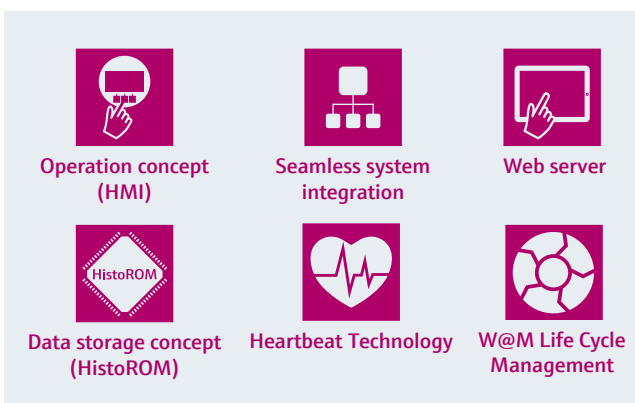 Operation concept
(HMI)
Seamless system
integration
Web server
HistoROM
Data storage concept
(HistoROM)
Heartbeat Technology
W@M Life Cycle
Management